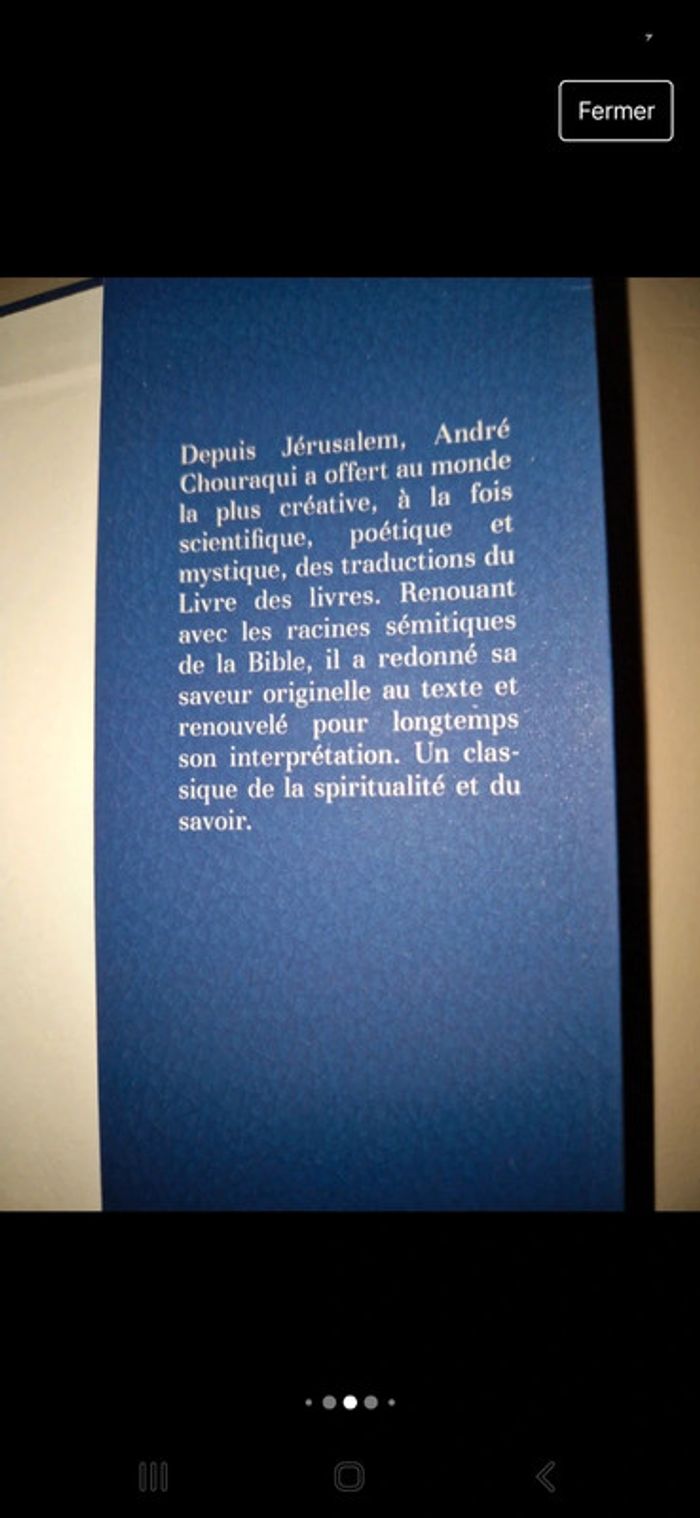 Fermer
Depuis Jérusalem, André
Chouraqui a offert au monde
la plus créative, à la fois
scientifique, poétique et
mystique, des traductions du
Livre des livres. Renouant
avec les racines sémitiques
de la Bible, il a redonné sa
saveur originelle au texte et
renouvelé pour longtemps
son interprétation. Un clas-
sique de la spiritualité et du
savoir.